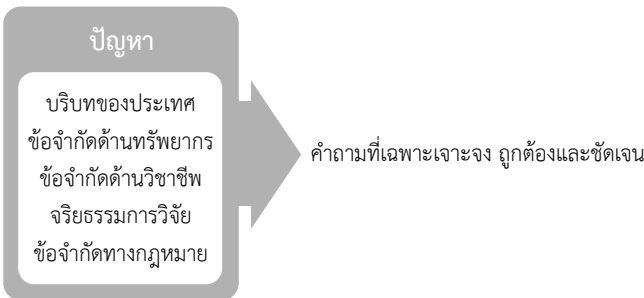 ปัญหา
บริบทของประเทศ
ข้อจำกัดด้านทรัพยากร
ข้อจำกัดด้านวิชาชีพ
จริยธรรมการวิจัย
ข้อจำกัดทางกฎหมาย
คำถามที่เฉพาะเจาะจง ถูกต้องและชัดเจน